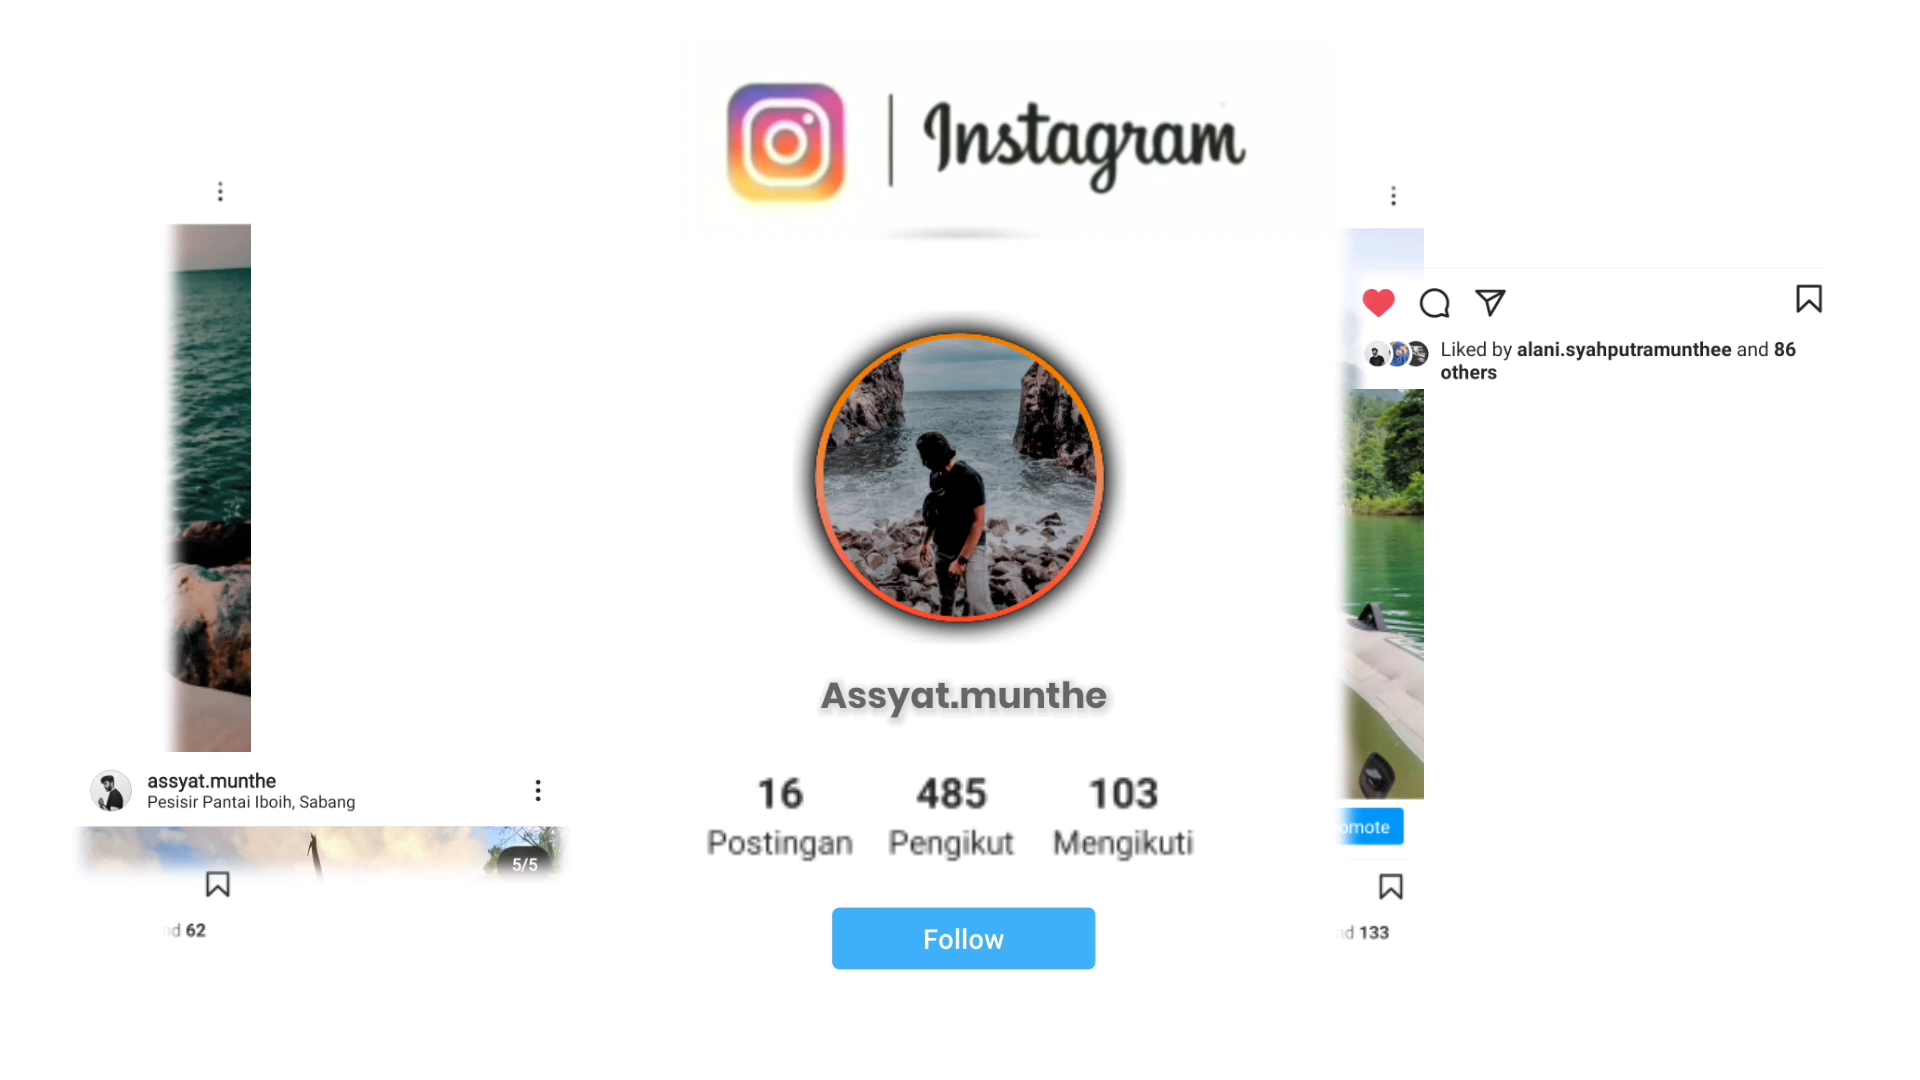 Instagram
Liked by alani.syahputramunthee and 86
others
Assyat.munthe
assyat.munthe
Pesisir Pantai Iboih, Sabang
5/5
62
16
Postingan
485
Pengikut
103
Mengikuti
Follow
133